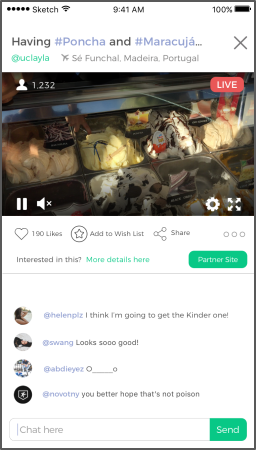 Sketch 9:41 AM 100%
Having #Poncha and #Maracujá...
@uclayla Sé Funchal, Madeira, Portugal
1.232 LIVE
190 Likes Add to Wish List Share
Interested in this? More details here Partner Site
@helenplz I think I'm going to get the Kinder one!
@swang Looks sooo good!
@abdieyez O_____o
@novotny you better hope that's not poison
Chat here Send